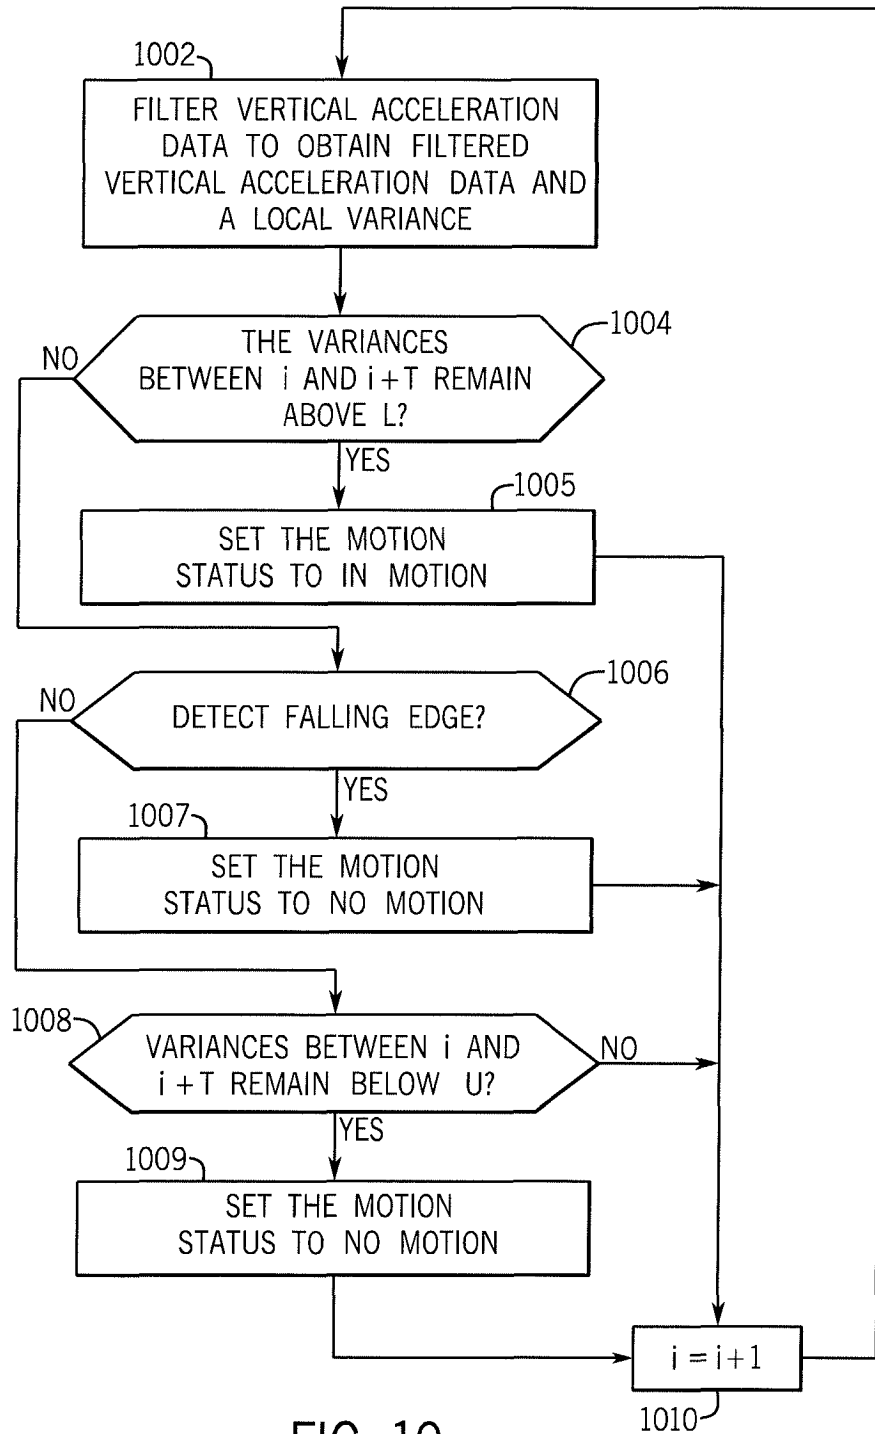 1002
FILTER VERTICAL ACCELERATION
DATA TO OBTAIN FILTERED
VERTICAL ACCELERATION DATA AND
A LOCAL VARIANCE
1004
NO
THE VARIANCES
BETWEEN i AND i+T REMAIN
ABOVE L?
YES
1005
SET THE MOTION
STATUS TO IN MOTION
1006
NO
DETECT FALLING EDGE?
YES
1007
SET THE MOTION
STATUS TO NO MOTION
1008
VARIANCES BETWEEN i AND
i+T REMAIN BELOW U?
NO
YES
1009
SET THE MOTION
STATUS TO NO MOTION
i = i+1
1010
FIG. 10